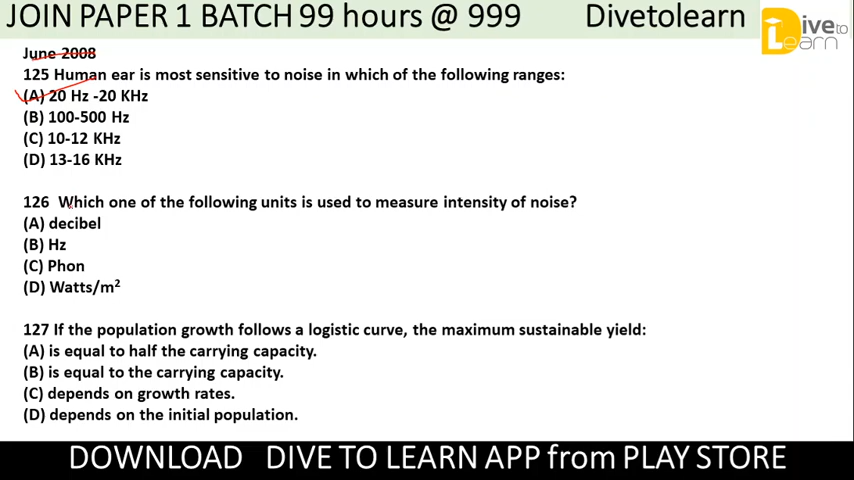 JOIN PAPER 1 BATCH 99 hours @ 999 Divetolearn
Dive to Learn
June 2008
125 Human ear is most sensitive to noise in which of the following ranges:
(A) 20 Hz -20 KHz
(B) 100-500 Hz
(C) 10-12 KHz
(D) 13-16 KHz
126 Which one of the following units is used to measure intensity of noise?
(A) decibel
(B) Hz
(C) Phon
(D) Watts/m²
127 If the population growth follows a logistic curve, the maximum sustainable yield:
(A) is equal to half the carrying capacity.
(B) is equal to the carrying capacity.
(C) depends on growth rates.
(D) depends on the initial population.
DOWNLOAD DIVE TO LEARN APP from PLAY STORE